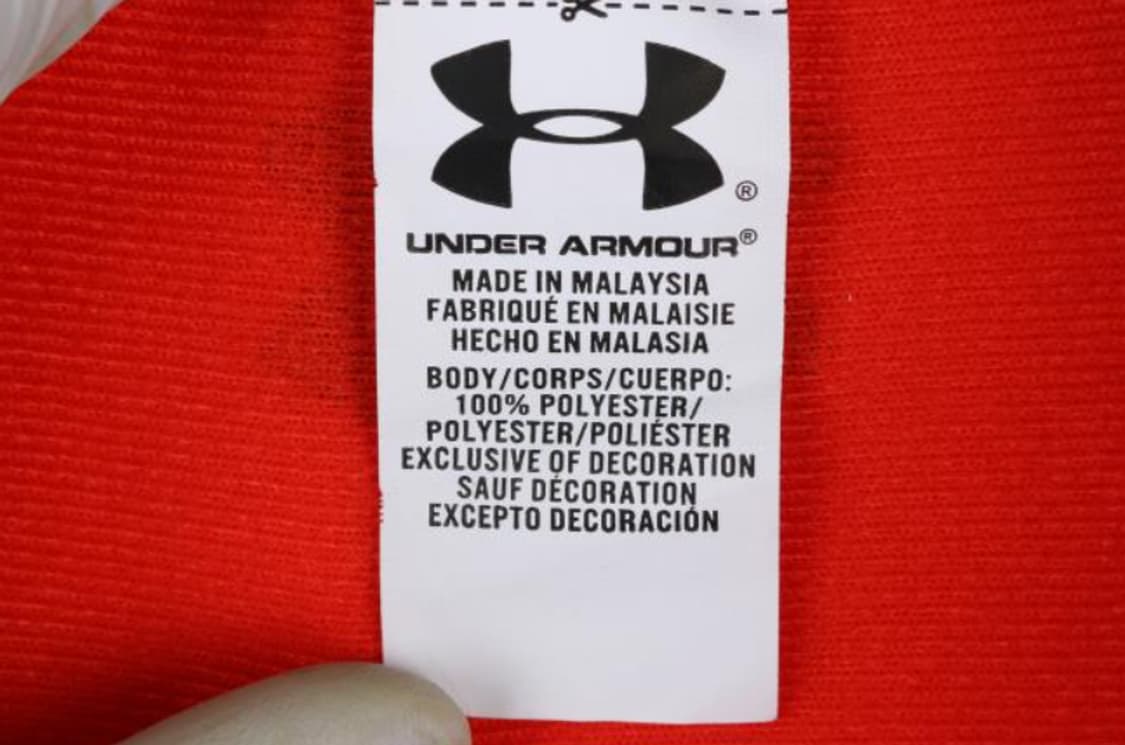 ®
UNDER ARMOUR®
MADE IN MALAYSIA
FABRIQUÉ EN MALAISIE
HECHO EN MALASIA
BODY/CORPS/CUERPO:
100% POLYESTER/
POLYESTER/POLIÉSTER
EXCLUSIVE OF DECORATION
SAUF DÉCORATION
EXCEPTO DECORACIÓN